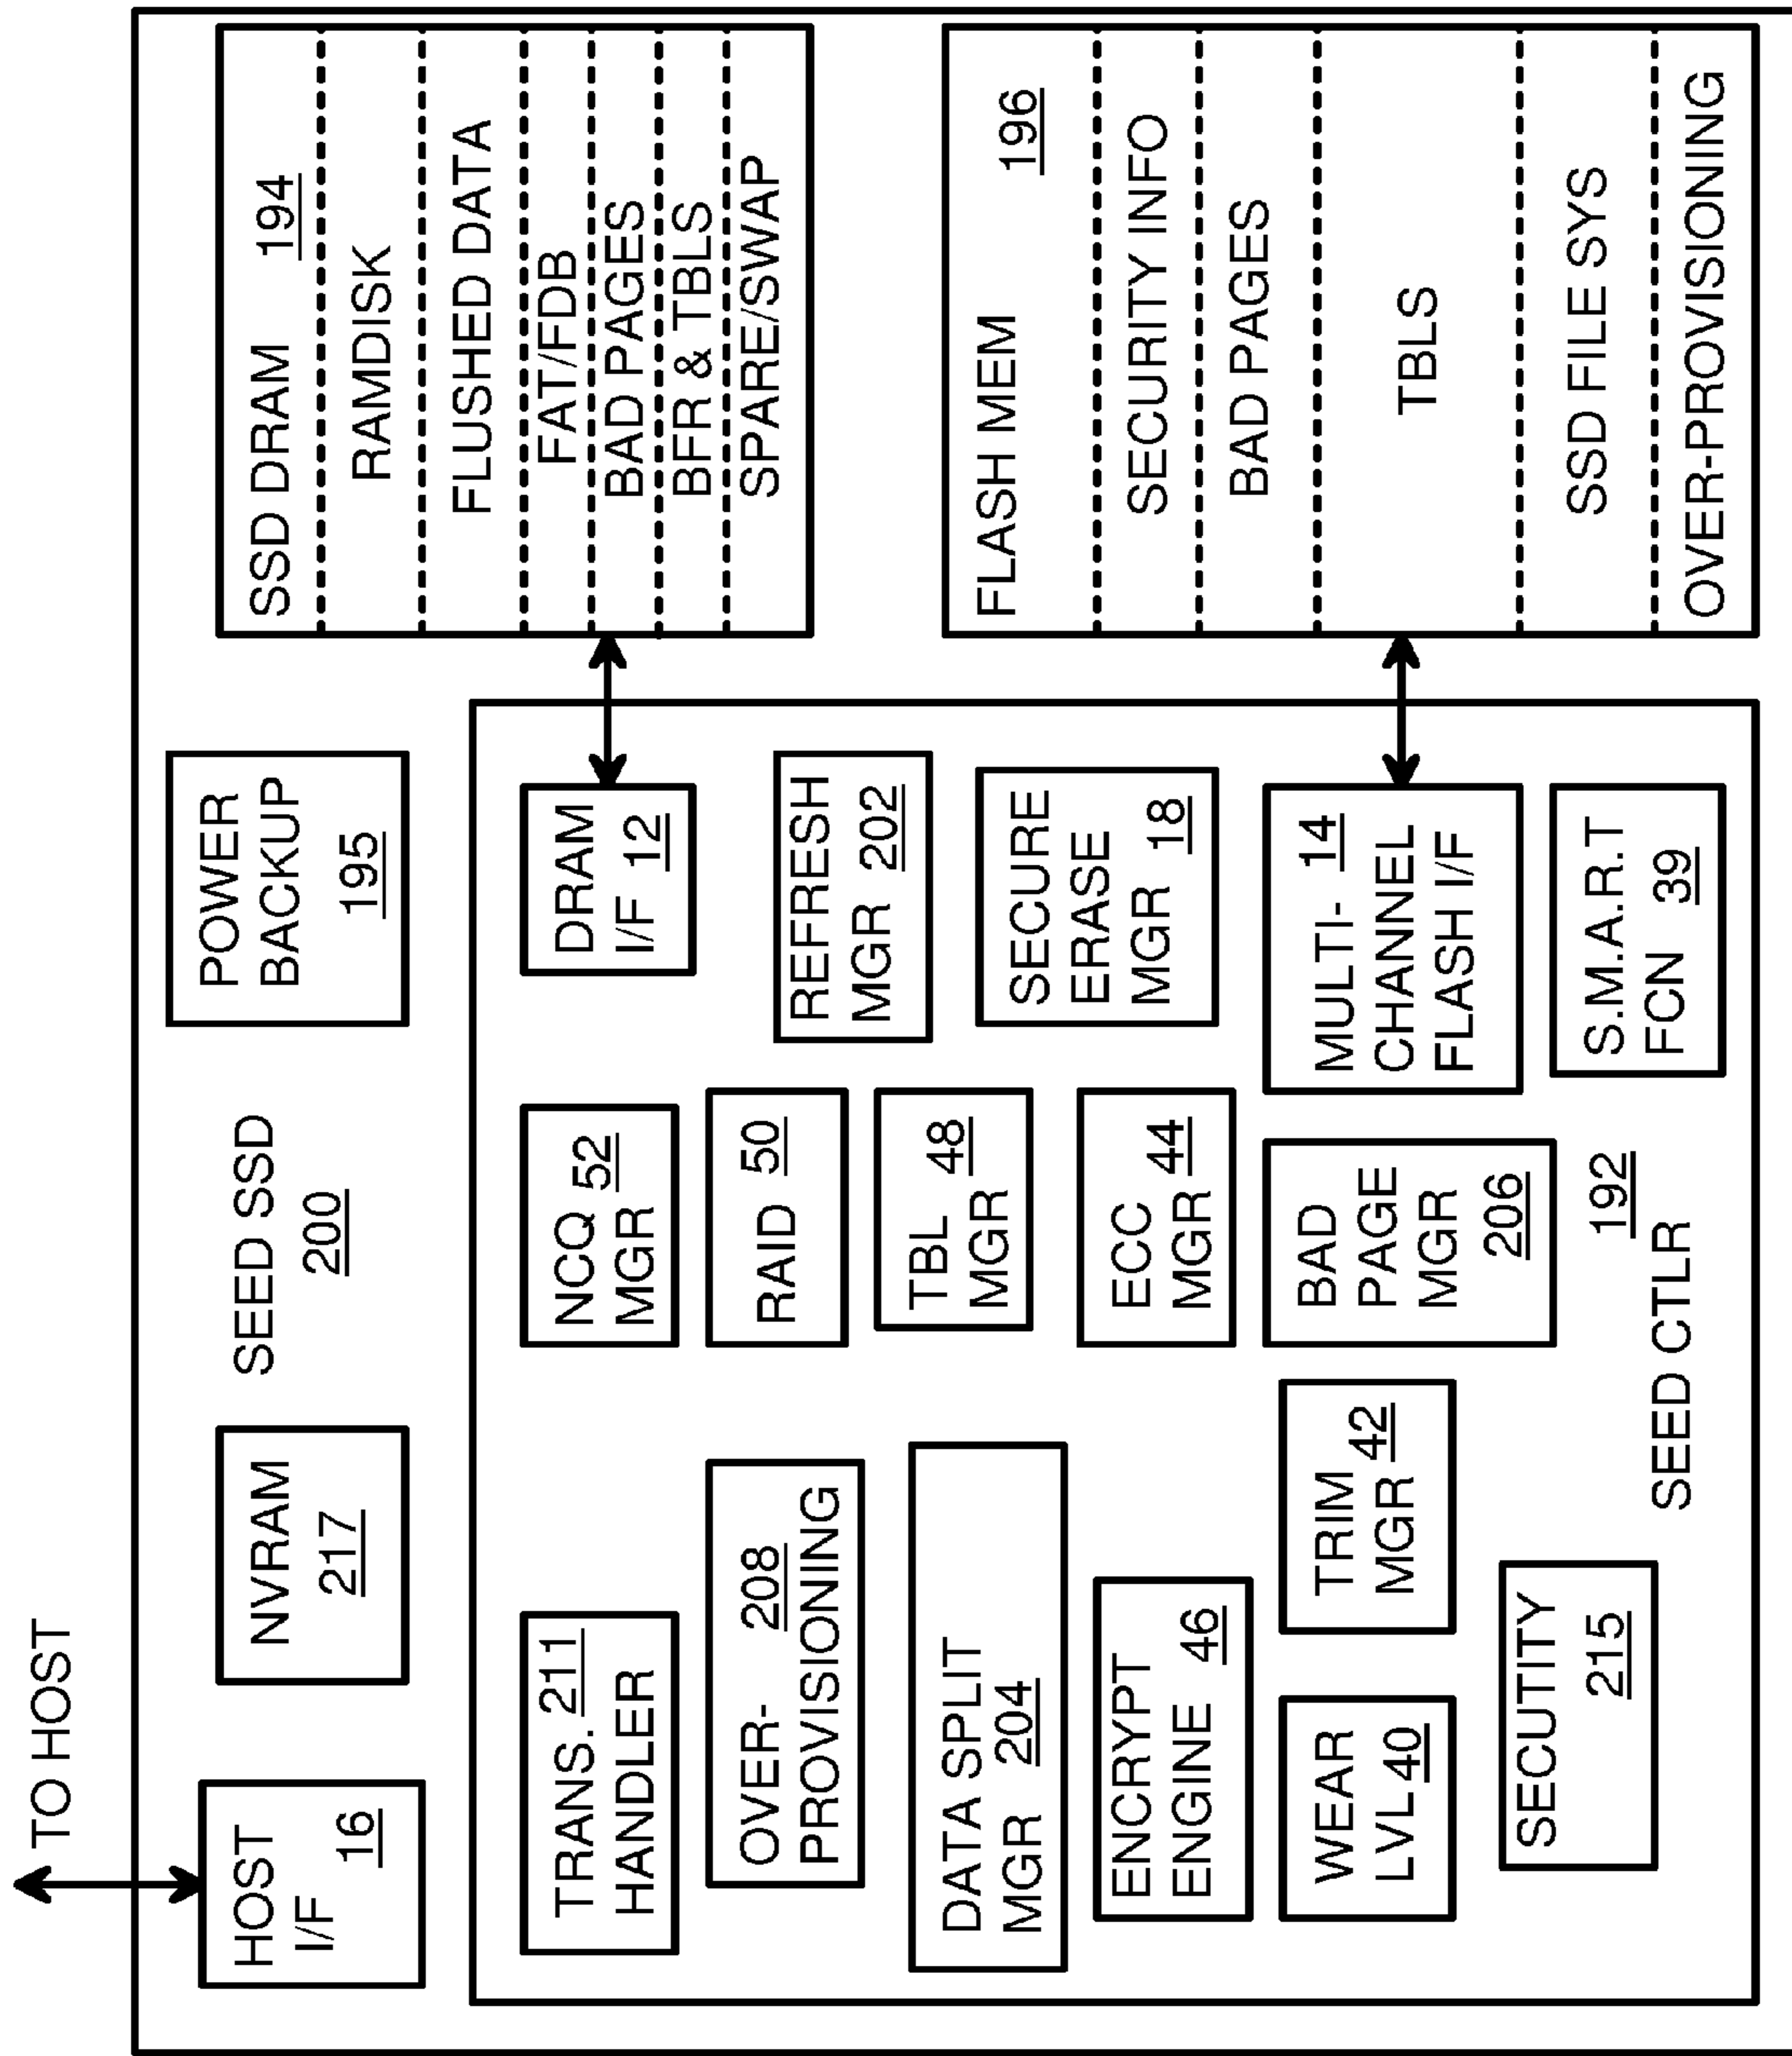 TO HOST
HOST
I/F 16
NVRAM
217
SEED SSD
200
POWER
BACKUP
195
TRANS. 211
HANDLER
NCQ 52
MGR
DRAM
I/F 12
OVER- 208
PROVISIONING
RAID 50
REFRESH
MGR 202
DATA SPLIT
MGR 204
TBL 48
MGR
SECURE
ERASE
MGR 18
ENCRYPT
ENGINE 46
ECC
MGR 44
WEAR
LVL 40
TRIM
MGR 42
BAD
PAGE
MGR
206
MULTI- 14
CHANNEL
FLASH I/F
SECUTITY
215
192
SEED CTLR
S.M.A.R.T
FCN 39
SSD DRAM 194
RAMDISK
FLUSHED DATA
FAT/FDB
BAD PAGES
BFR & TBLS
SPARE/SWAP
FLASH MEM 196
SECURITY INFO
BAD PAGES
TBLS
SSD FILE SYS
OVER-PROVISIONING